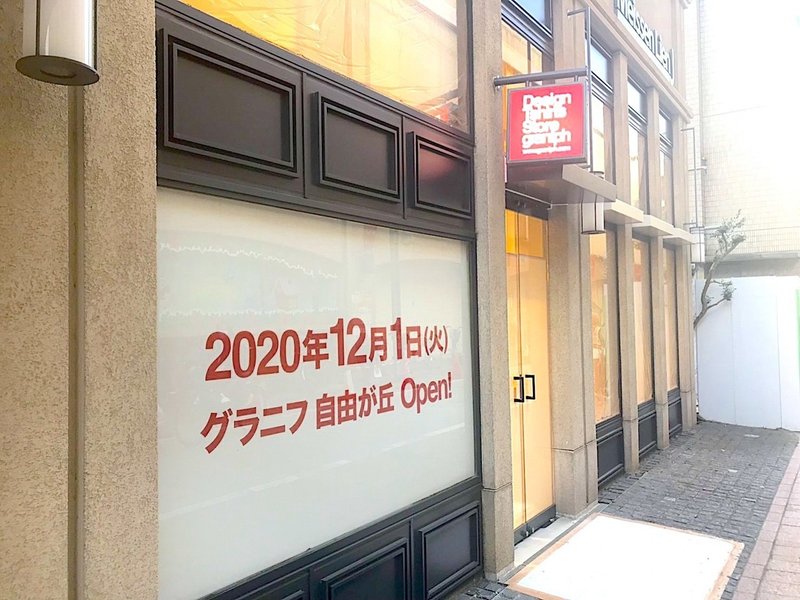 2020年12月1日(火)
グラニフ 自由が丘 Open!
Design
Tshirts
Store
graniph